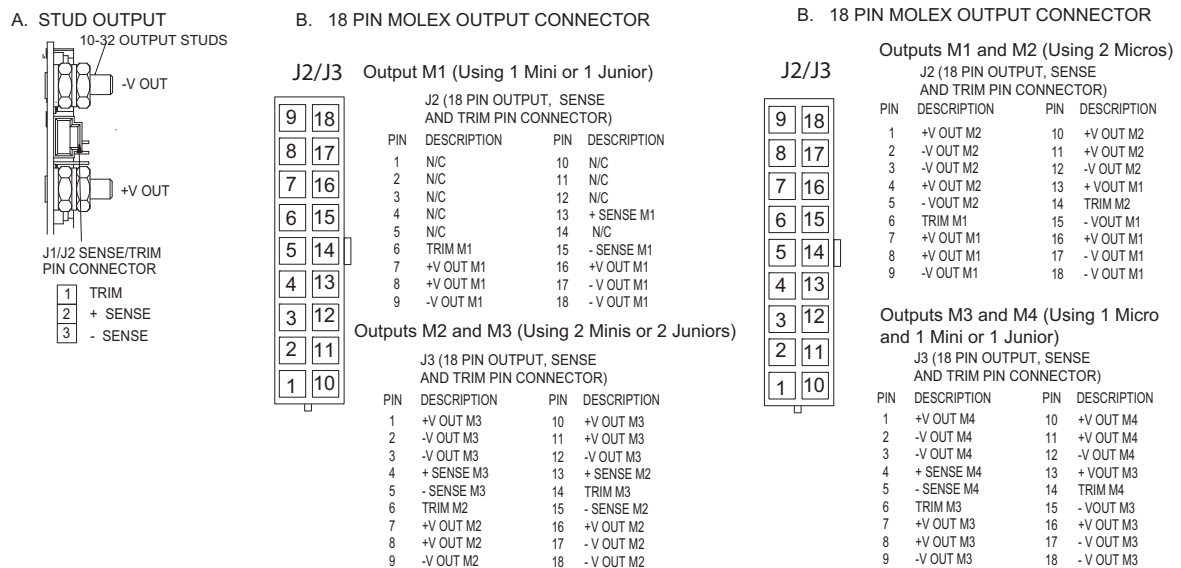 A. STUD OUTPUT
10-32 OUTPUT STUDS
-V OUT
+V OUT
J1/J2 SENSE/TRIM
PIN CONNECTOR
1 TRIM
2 + SENSE
3 - SENSE
B. 18 PIN MOLEX OUTPUT CONNECTOR
J2/J3
9 18
8 17
7 16
6 15
5 14
4 13
3 12
2 11
1 10
Output M1 (Using 1 Mini or 1 Junior)
J2 (18 PIN OUTPUT, SENSE
AND TRIM PIN CONNECTOR)
PIN DESCRIPTION PIN DESCRIPTION
1 N/C 10 N/C
2 N/C 11 N/C
3 N/C 12 N/C
4 N/C 13 + SENSE M1
5 N/C 14 N/C
6 TRIM M1 15 - SENSE M1
7 +V OUT M1 16 +V OUT M1
8 +V OUT M1 17 - V OUT M1
9 -V OUT M1 18 - V OUT M1
Outputs M2 and M3 (Using 2 Minis or 2 Juniors)
J3 (18 PIN OUTPUT, SENSE
AND TRIM PIN CONNECTOR)
PIN DESCRIPTION PIN DESCRIPTION
1 +V OUT M3 10 +V OUT M3
2 -V OUT M3 11 +V OUT M3
3 -V OUT M3 12 -V OUT M3
4 + SENSE M3 13 + SENSE M2
5 - SENSE M3 14 TRIM M3
6 TRIM M2 15 - SENSE M2
7 +V OUT M2 16 +V OUT M2
8 +V OUT M2 17 - V OUT M2
9 -V OUT M2 18 - V OUT M2
B. 18 PIN MOLEX OUTPUT CONNECTOR
J2/J3
9 18
8 17
7 16
6 15
5 14
4 13
3 12
2 11
1 10
Outputs M1 and M2 (Using 2 Micros)
J2 (18 PIN OUTPUT, SENSE
AND TRIM PIN CONNECTOR)
PIN DESCRIPTION PIN DESCRIPTION
1 +V OUT M2 10 +V OUT M2
2 -V OUT M2 11 +V OUT M2
3 -V OUT M2 12 -V OUT M2
4 +V OUT M2 13 + VOUT M1
5 - VOUT M2 14 TRIM M2
6 TRIM M1 15 - VOUT M1
7 +V OUT M1 16 +V OUT M1
8 +V OUT M1 17 - V OUT M1
9 -V OUT M1 18 - V OUT M1
Outputs M3 and M4 (Using 1 Micro
and 1 Mini or 1 Junior)
J3 (18 PIN OUTPUT, SENSE
AND TRIM PIN CONNECTOR)
PIN DESCRIPTION PIN DESCRIPTION
1 +V OUT M4 10 +V OUT M4
2 -V OUT M4 11 +V OUT M4
3 -V OUT M4 12 -V OUT M4
4 + SENSE M4 13 + VOUT M3
5 - SENSE M4 14 TRIM M4
6 TRIM M3 15 - VOUT M3
7 +V OUT M3 16 +V OUT M3
8 +V OUT M3 17 - V OUT M3
9 -V OUT M3 18 - V OUT M3